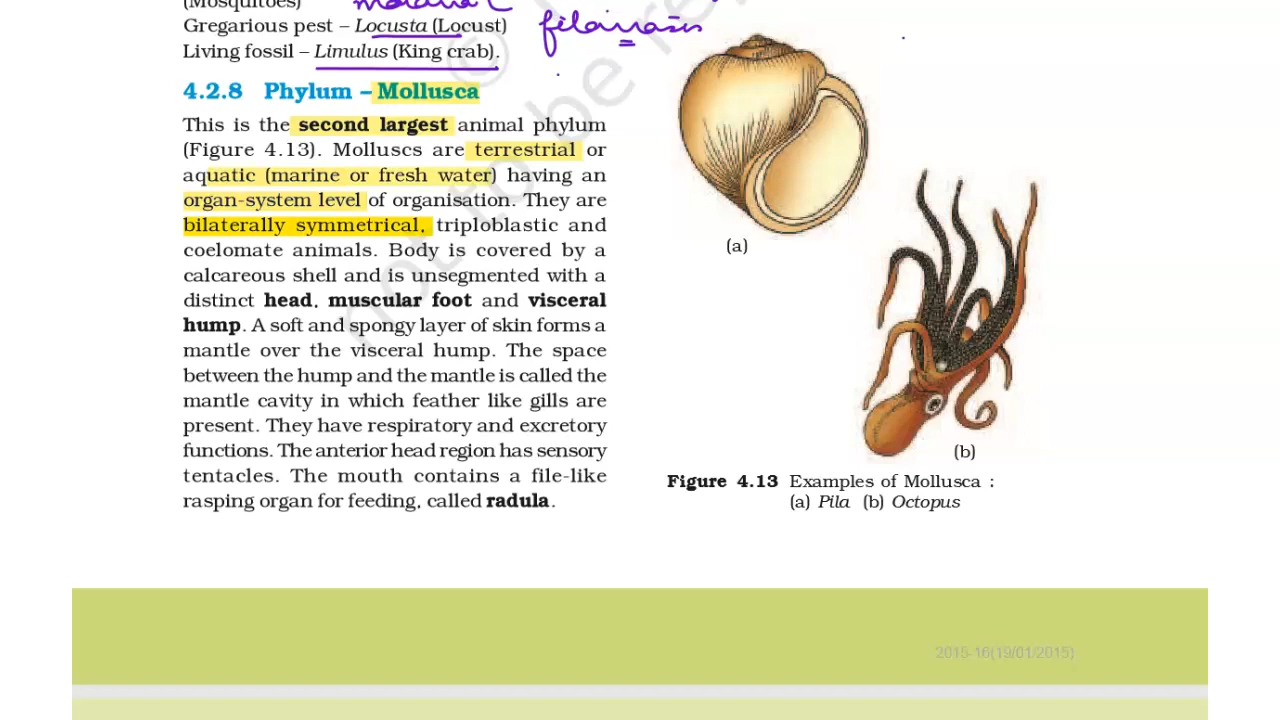 (Mosquitoes)
Gregarious pest – Locusta (Locust)
filariasis
Living fossil – Limulus (King crab).
4.2.8 Phylum – Mollusca
This is the second largest animal phylum
(Figure 4.13). Molluscs are terrestrial or
aquatic (marine or fresh water) having an
organ-system level of organisation. They are
bilaterally symmetrical, triploblastic and
coelomate animals. Body is covered by a
calcareous shell and is unsegmented with a
distinct head, muscular foot and visceral
hump. A soft and spongy layer of skin forms a
mantle over the visceral hump. The space
between the hump and the mantle is called the
mantle cavity in which feather like gills are
present. They have respiratory and excretory
functions. The anterior head region has sensory
tentacles. The mouth contains a file-like
rasping organ for feeding, called radula.
(a)
(b)
Figure 4.13 Examples of Mollusca :
(a) Pila (b) Octopus
© not to be re
2015-16(19/01/2015)